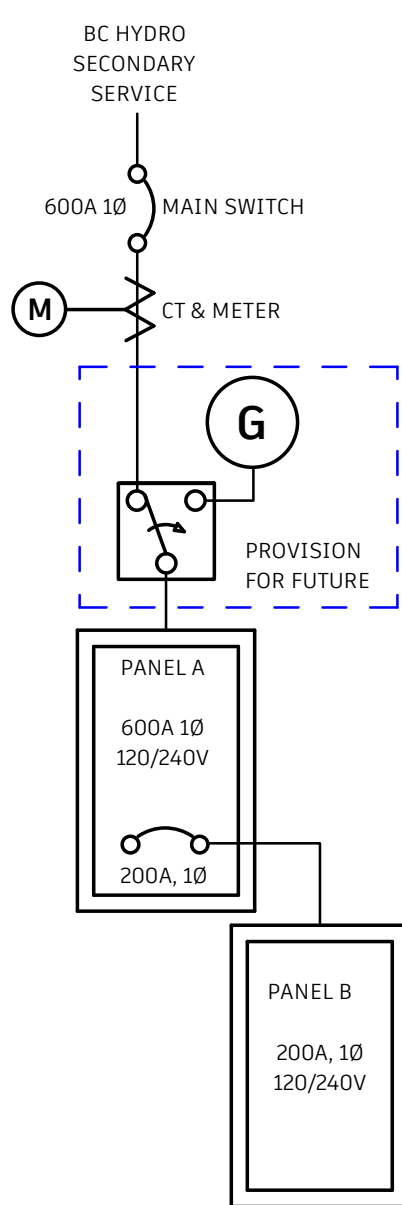 BC HYDRO
SECONDARY
SERVICE
600A 1Ø
MAIN SWITCH
M
CT & METER
G
PROVISION
FOR FUTURE
PANEL A
600A 1Ø
120/240V
200A, 1Ø
PANEL B
200A, 1Ø
120/240V